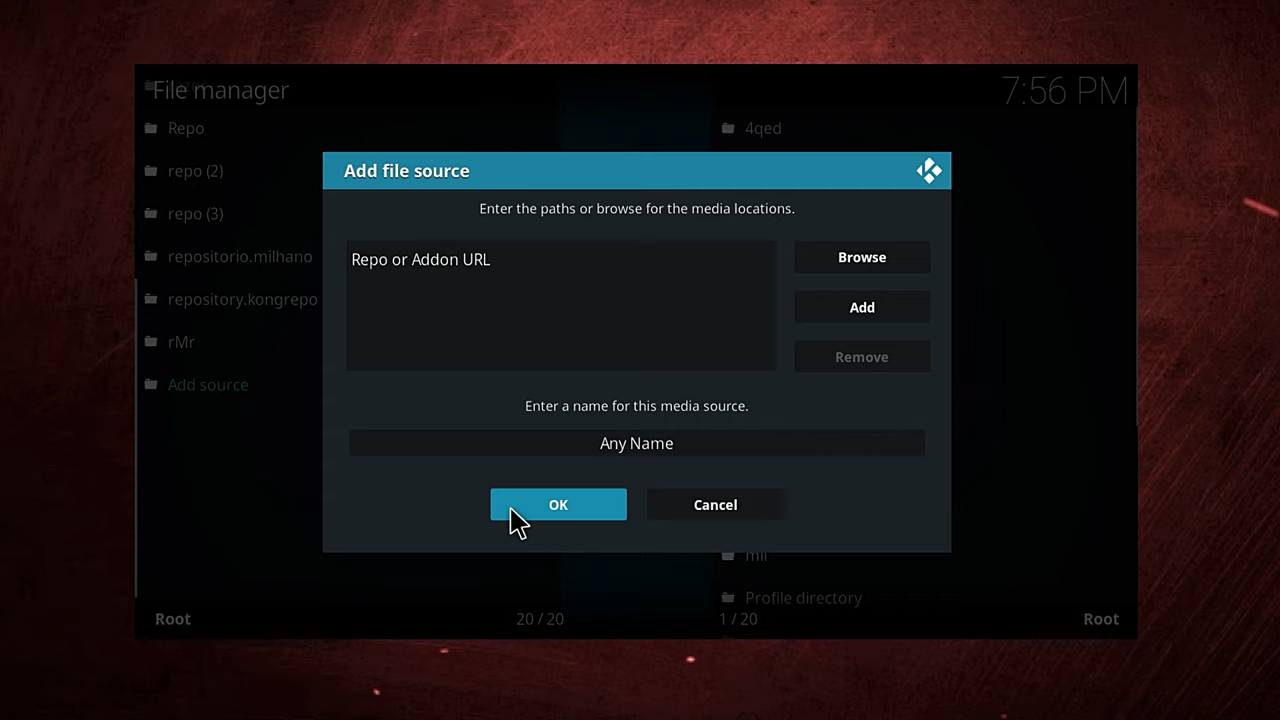 File manager
7:56 PM
Repo
repo (2)
repo (3)
repositorio.milhano
repository.kongrepo
rMr
Add source
4qed
Add file source
Enter the paths or browse for the media locations.
Repo or Addon URL
Browse
Add
Remove
Enter a name for this media source.
Any Name
OK
Cancel
mil
Profile directory
Root
20 / 20
1 / 20
Root